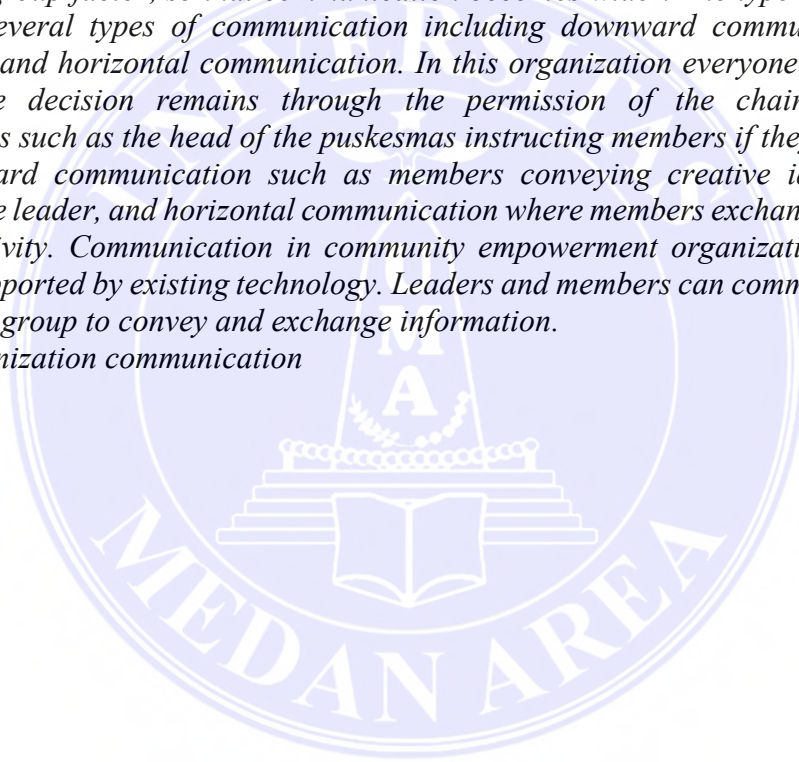 several types of communication including downward commu
and horizontal communication. In this organization everyone
e decision remains through the permission of the chair
s such as the head of the puskesmas instructing members if they
ard communication such as members conveying creative i
e leader, and horizontal communication where members exchan
ivity. Communication in community empowerment organizati
pported by existing technology. Leaders and members can comm
group to convey and exchange information.
nization communication
UNIVERSITAS
UMA
MEDAN AREA